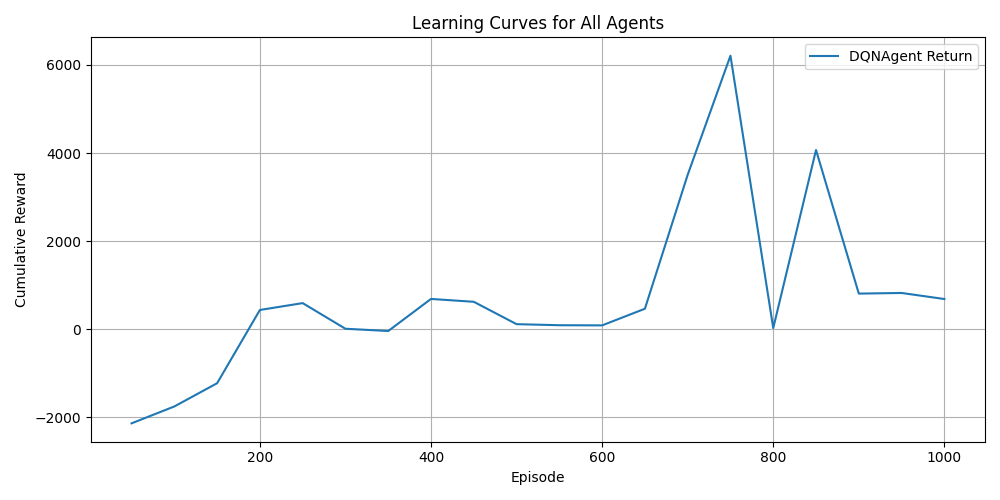 Learning Curves for All Agents
DQNAgent Return
6000
4000
2000
0
−2000
Cumulative Reward
200 400 600 800 1000
Episode